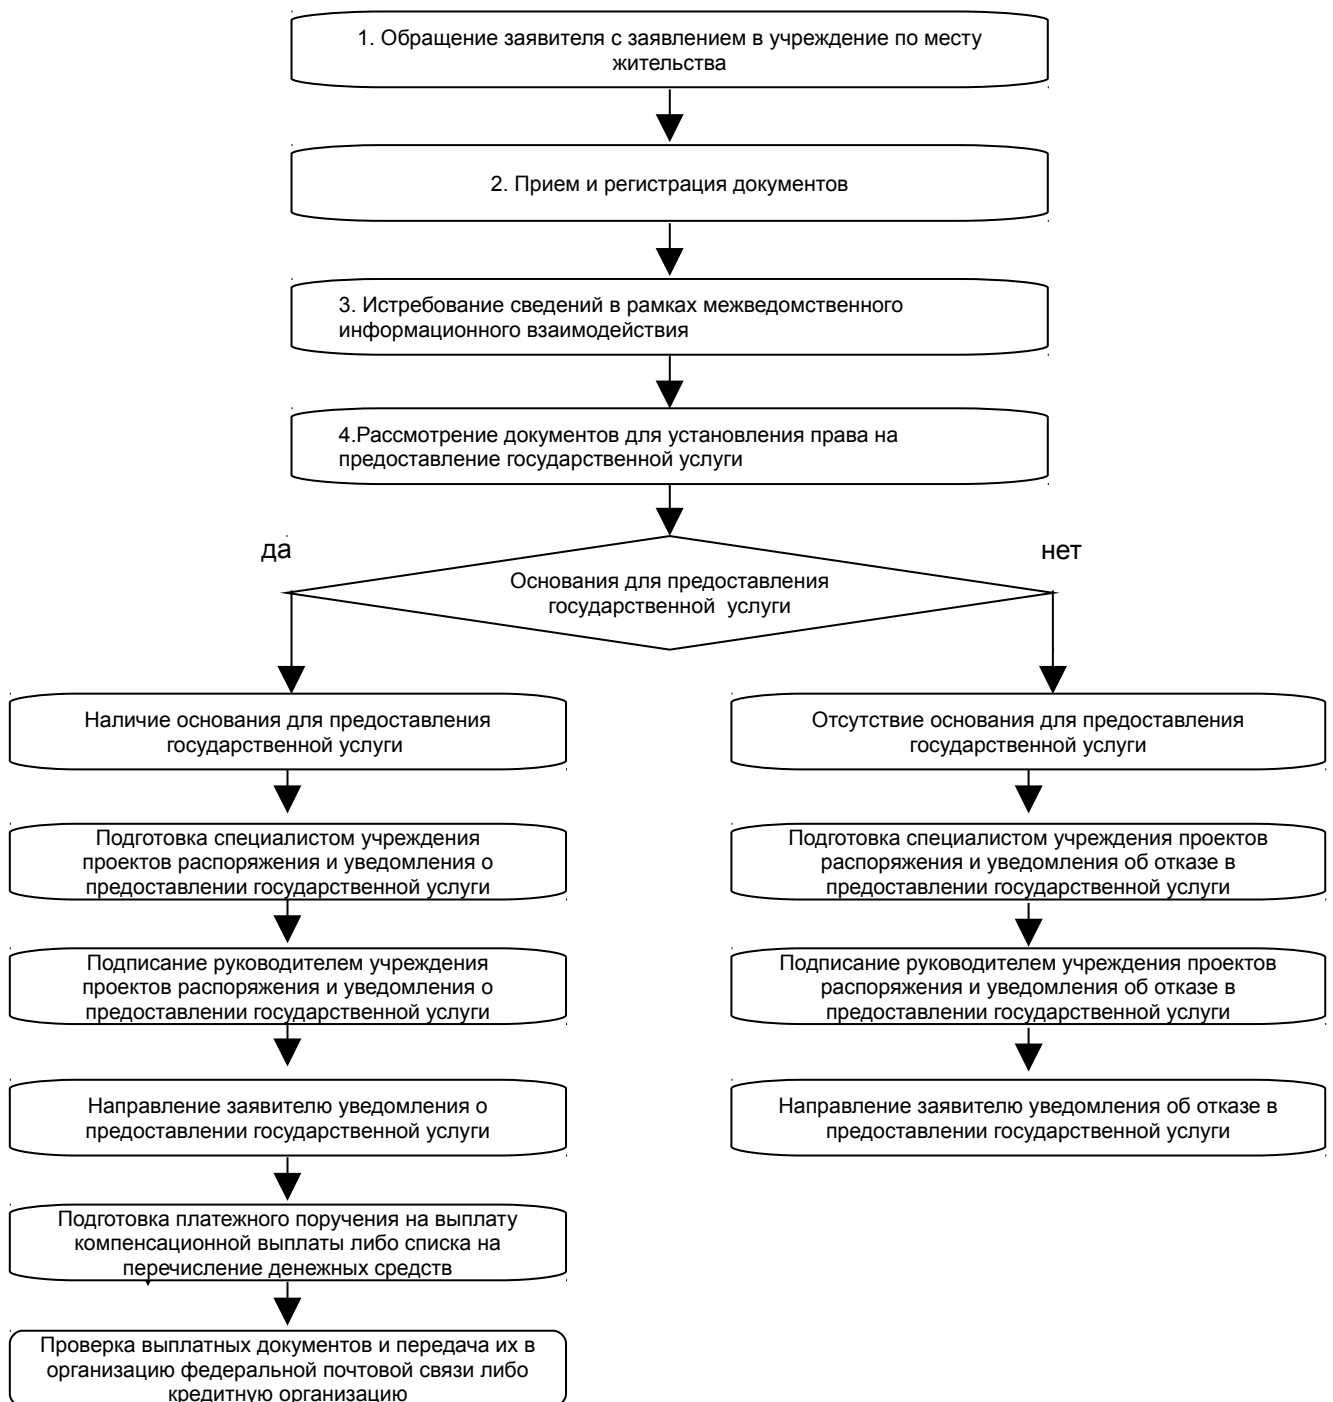 1. Обращение заявителя с заявлением в учреждение по месту
жительства
2. Прием и регистрация документов
3. Истребование сведений в рамках межведомственного
информационного взаимодействия
4.Рассмотрение документов для установления права на
предоставление государственной услуги
да
нет
Основания для предоставления
государственной услуги
Наличие основания для предоставления
государственной услуги
Подготовка специалистом учреждения
проектов распоряжения и уведомления о
предоставлении государственной услуги
Подписание руководителем учреждения
проектов распоряжения и уведомления о
предоставлении государственной услуги
Направление заявителю уведомления о
предоставлении государственной услуги
Подготовка платежного поручения на выплату
компенсационной выплаты либо списка на
перечисление денежных средств
Проверка выплатных документов и передача их в
организацию федеральной почтовой связи либо
кредитную организацию
Отсутствие основания для предоставления
государственной услуги
Подготовка специалистом учреждения проектов
распоряжения и уведомления об отказе в
предоставлении государственной услуги
Подписание руководителем учреждения проектов
распоряжения и уведомления об отказе в
предоставлении государственной услуги
Направление заявителю уведомления об отказе в
предоставлении государственной услуги